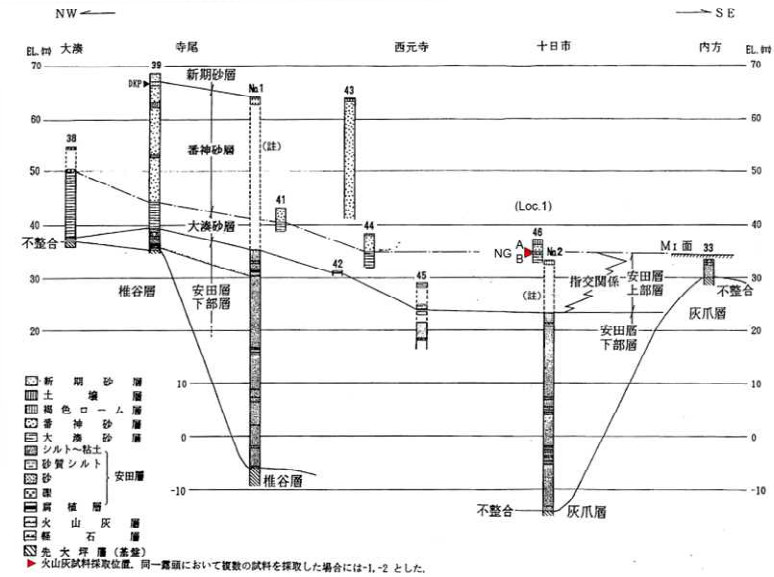 NW
SE
EL.(m)
大湊
寺尾
西元寺
十日市
内方
EL.(m)
70
60
50
40
30
20
10
0
-10
70
60
50
40
30
20
10
0
-10
38
39
DKP
No.1
43
41
42
44
45
46
No.2
33
新期砂層
番神砂層
(註)
大湊砂層
不整合
椎谷層
安田層
下部層
椎谷層
(Loc.1)
NG
A
B
M1面
(註)
指交関係
安田層
上部層
安田層
下部層
不整合
灰爪層
不整合
灰爪層
新期砂層
土壌層
褐色ローム層
番神砂層
大湊砂層
シルト~粘土
砂質シルト
砂
礫
腐植層
安田層
火山灰層
軽石層
先大坪層(基盤)
火山灰試料採取位置.同一露頭において複数の試料を採取した場合には-1,-2とした.